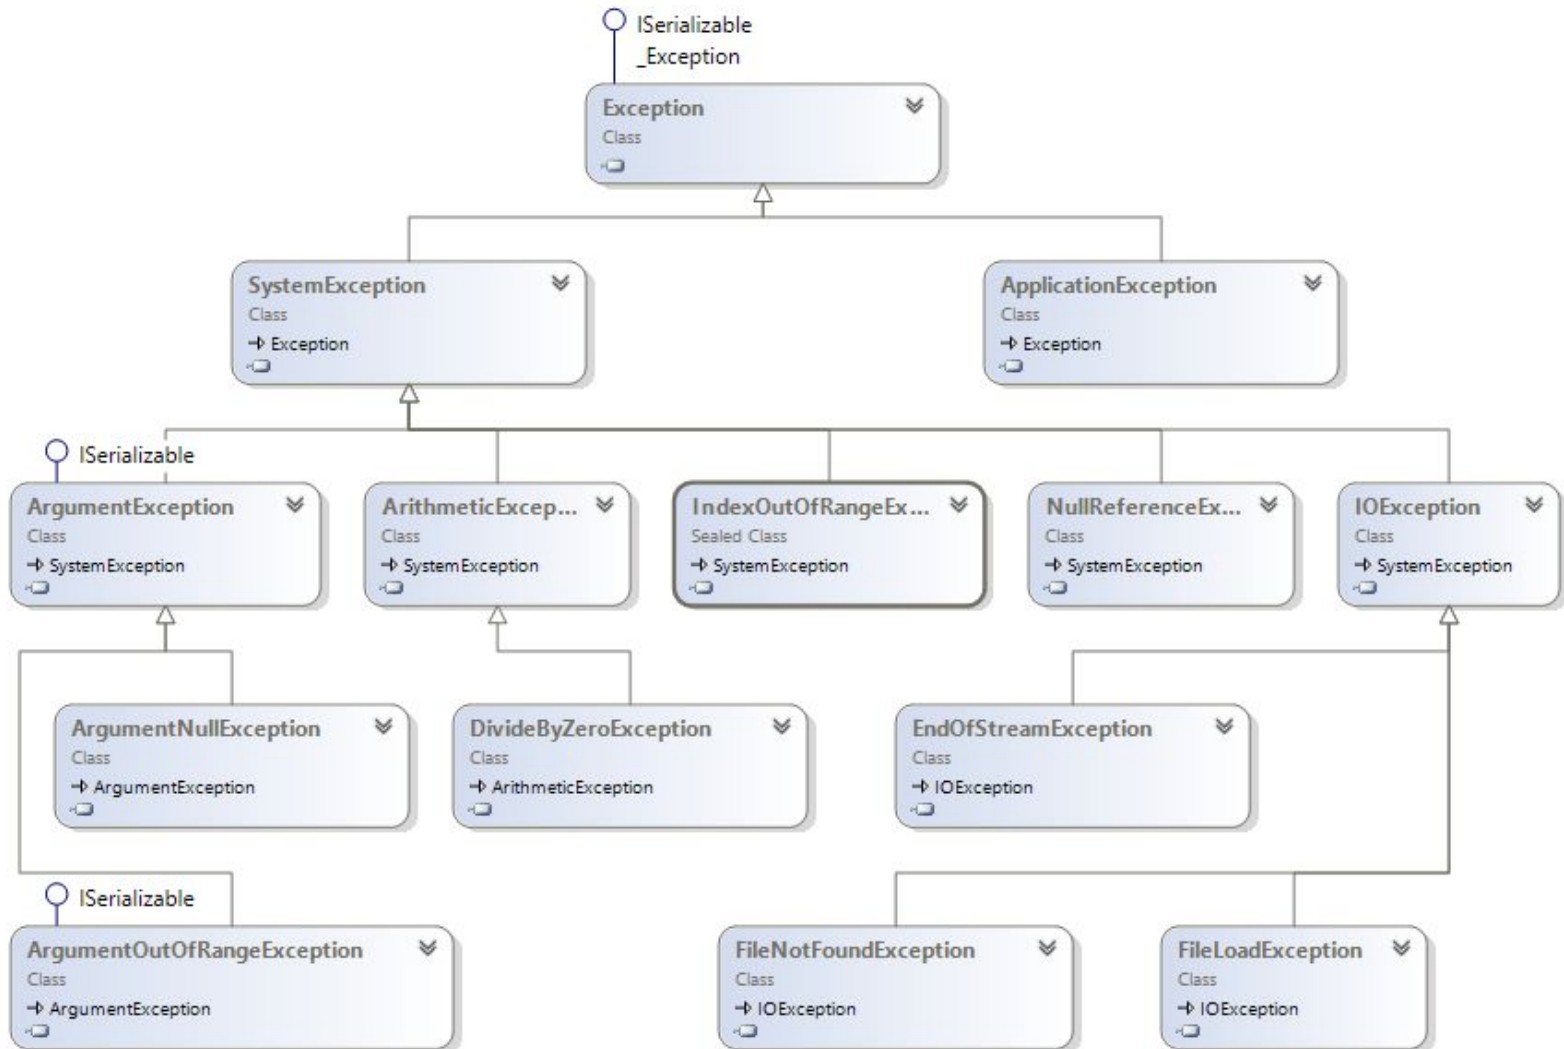 ISerializable
_Exception
Exception
Class
SystemException
Class
Exception
ApplicationException
Class
Exception
ISerializable
ArgumentException
Class
SystemException
ArithmeticExcep...
Class
SystemException
IndexOutOfRangeEx...
Sealed Class
SystemException
NullReferenceEx...
Class
SystemException
IOException
Class
SystemException
ArgumentNullException
Class
ArgumentException
DivideByZeroException
Class
ArithmeticException
EndOfStreamException
Class
IOException
ISerializable
ArgumentOutOfRangeException
Class
ArgumentException
FileNotFoundException
Class
IOException
FileLoadException
Class
IOException